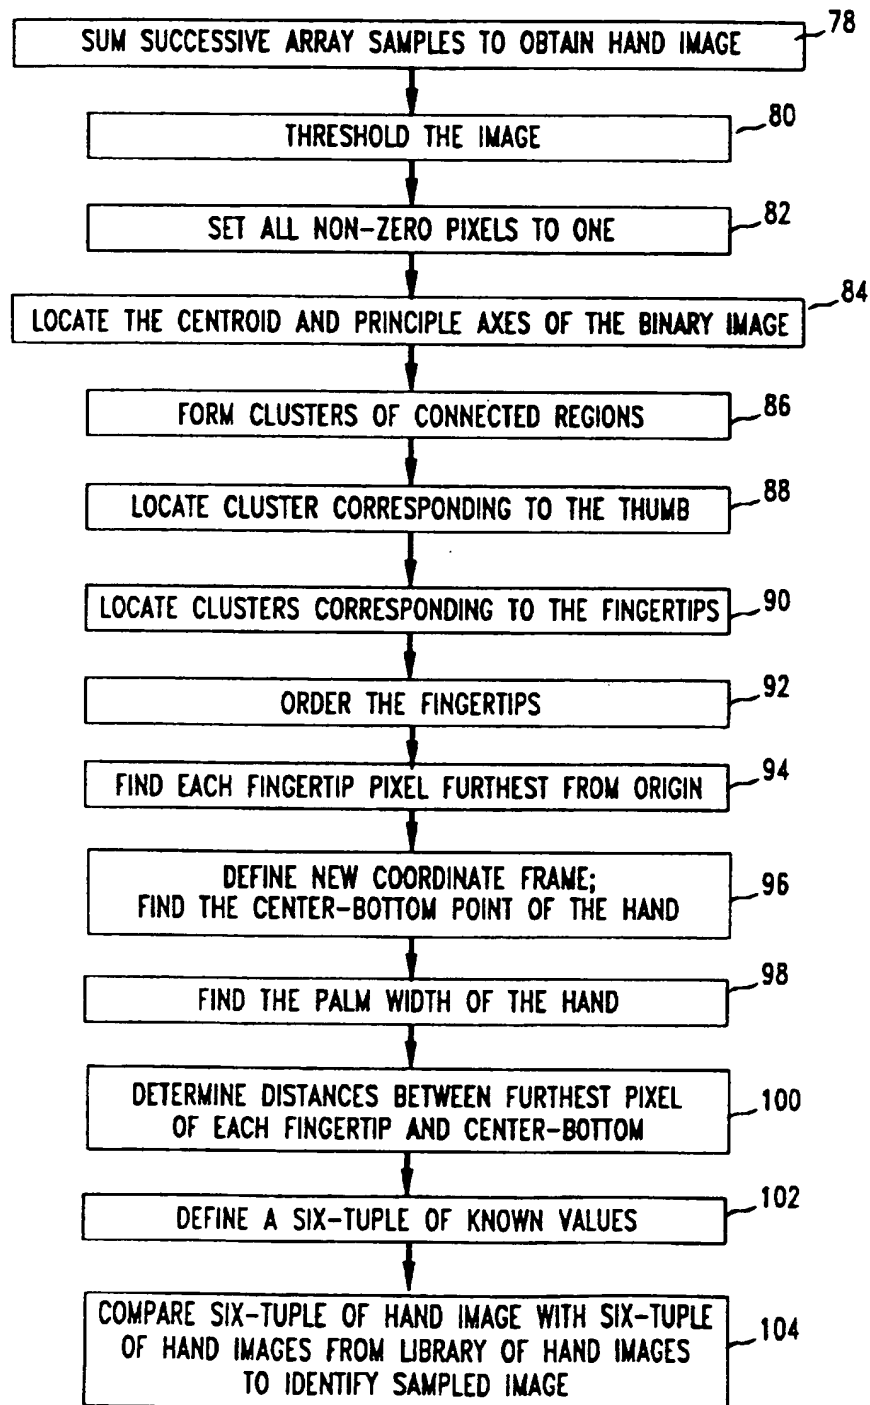 SUM SUCCESSIVE ARRAY SAMPLES TO OBTAIN HAND IMAGE
78
THRESHOLD THE IMAGE
80
SET ALL NON-ZERO PIXELS TO ONE
82
LOCATE THE CENTROID AND PRINCIPLE AXES OF THE BINARY IMAGE
84
FORM CLUSTERS OF CONNECTED REGIONS
86
LOCATE CLUSTER CORRESPONDING TO THE THUMB
88
LOCATE CLUSTERS CORRESPONDING TO THE FINGERTIPS
90
ORDER THE FINGERTIPS
92
FIND EACH FINGERTIP PIXEL FURTHEST FROM ORIGIN
94
DEFINE NEW COORDINATE FRAME;
FIND THE CENTER-BOTTOM POINT OF THE HAND
96
FIND THE PALM WIDTH OF THE HAND
98
DETERMINE DISTANCES BETWEEN FURTHEST PIXEL
OF EACH FINGERTIP AND CENTER-BOTTOM
100
DEFINE A SIX-TUPLE OF KNOWN VALUES
102
COMPARE SIX-TUPLE OF HAND IMAGE WITH SIX-TUPLE
OF HAND IMAGES FROM LIBRARY OF HAND IMAGES
TO IDENTIFY SAMPLED IMAGE
104